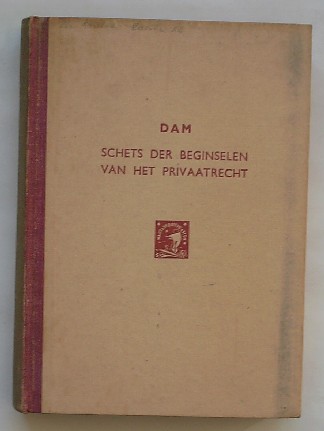 DAM
SCHETS DER BEGINSELEN
VAN HET PRIVAATRECHT